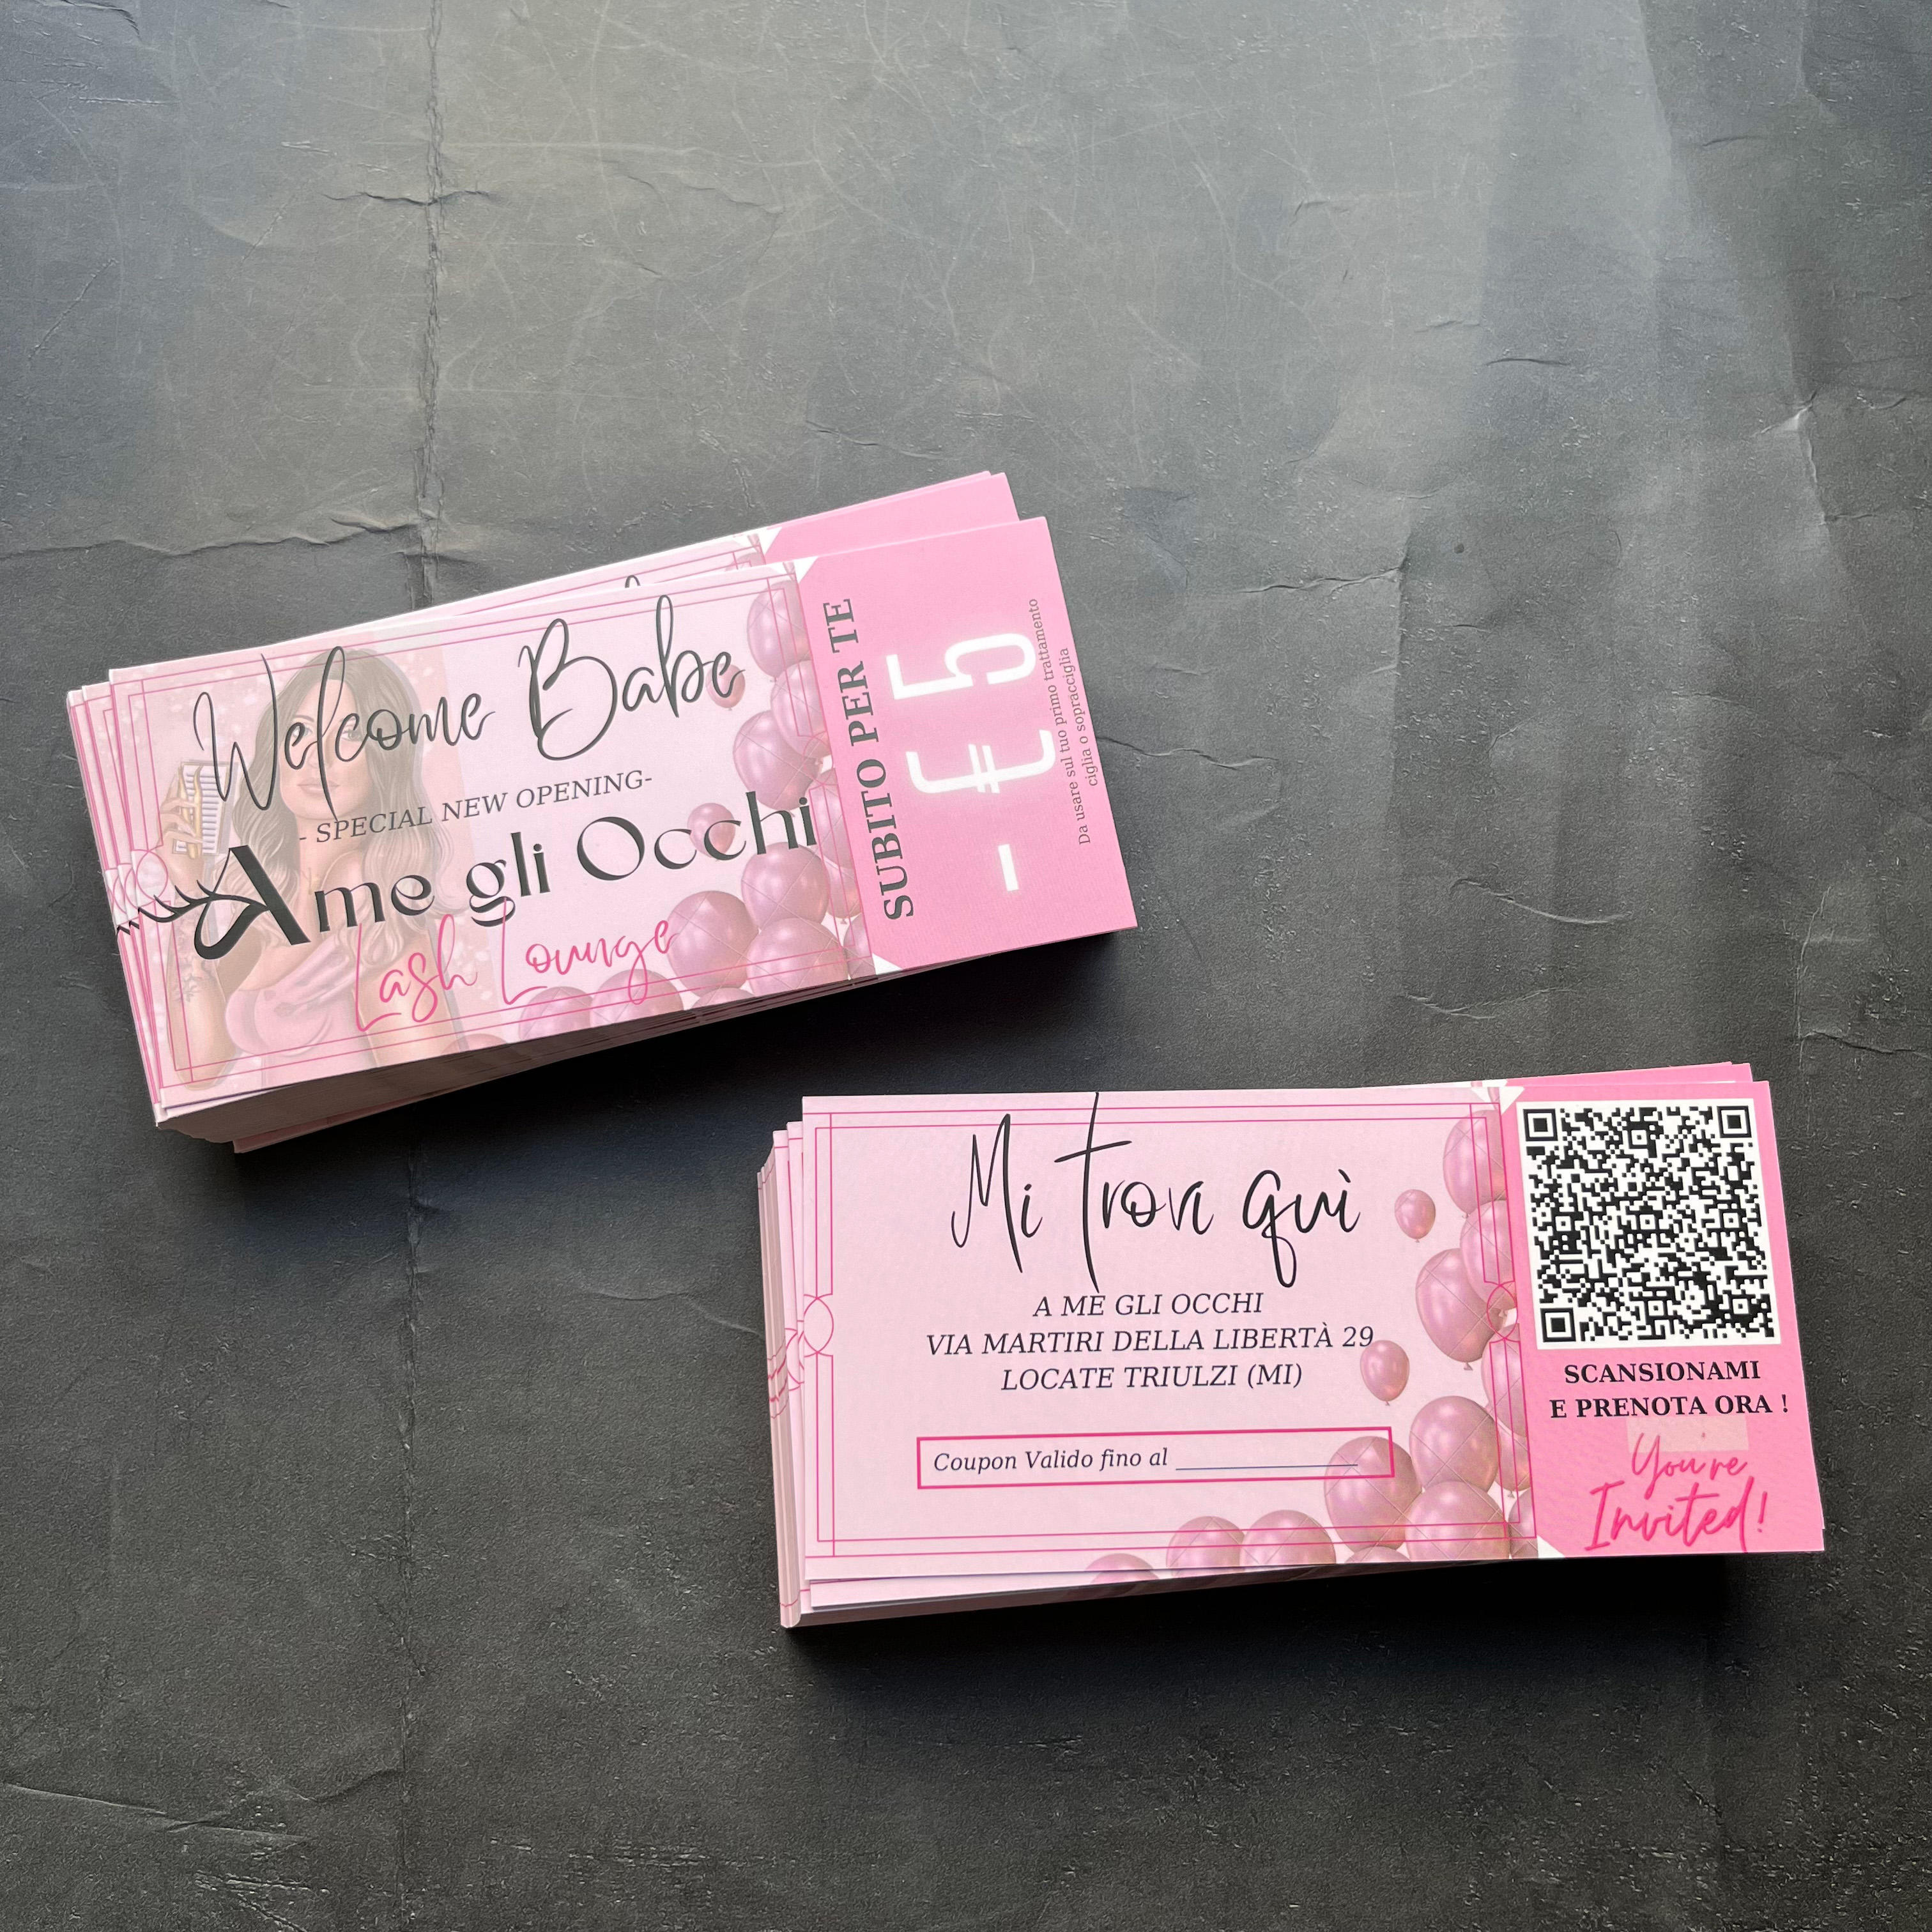 Welcome Babe
- SPECIAL NEW OPENING-
A me gli Occhi
Lash Lounge
SUBITO PER TE
- € 5
Da usare sul tuo primo trattamento
ciglia o sopracciglia
Mi trovi quì
A ME GLI OCCHI
VIA MARTIRI DELLA LIBERTÀ 29
LOCATE TRIULZI (MI)
Coupon Valido fino al ______________
SCANSIONAMI
E PRENOTA ORA !
You're
Invited!